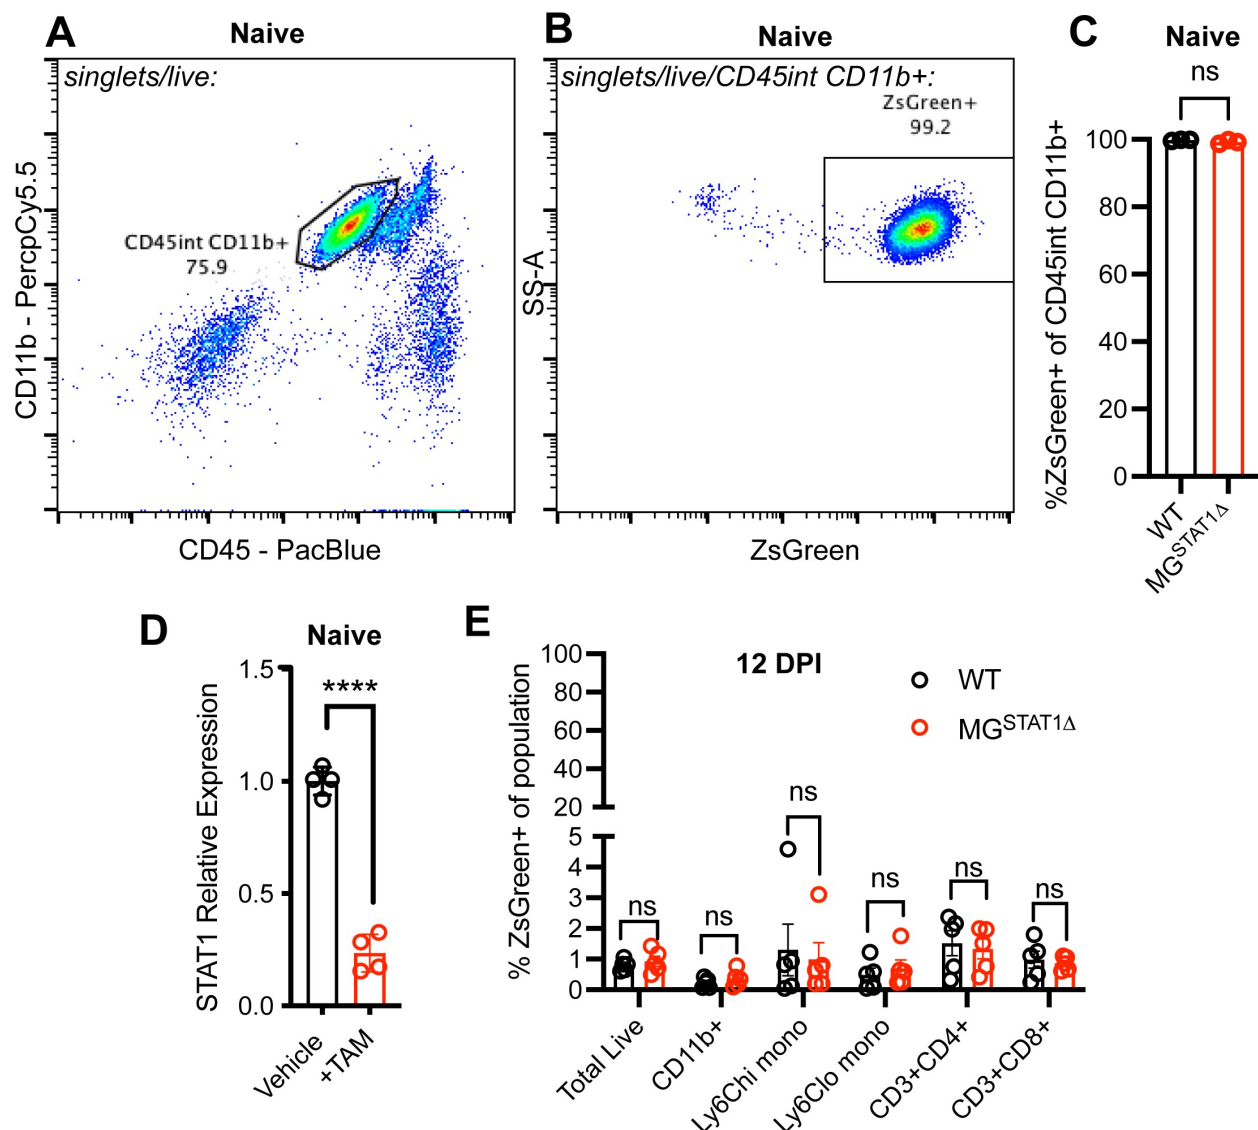 A
Naive
singlets/live:
CD45int CD11b+
75.9
CD11b - PercpCy5.5
CD45 - PacBlue
B
Naive
singlets/live/CD45int CD11b+:
ZsGreen+
99.2
SS-A
ZsGreen
C
Naive
ns
%ZsGreen+ of CD45int CD11b+
100
80
60
40
20
0
WT
MGSTAT1Δ
D
Naive
****
STAT1 Relative Expression
1.5
1.0
0.5
0.0
Vehicle
+TAM
E
12 DPI
WT
MGSTAT1Δ
% ZsGreen+ of population
100
80
60
40
20
5
4
3
2
1
0
ns
ns
ns
ns
ns
ns
Total Live
CD11b+
Ly6Chi mono
Ly6Clo mono
CD3+CD4+
CD3+CD8+